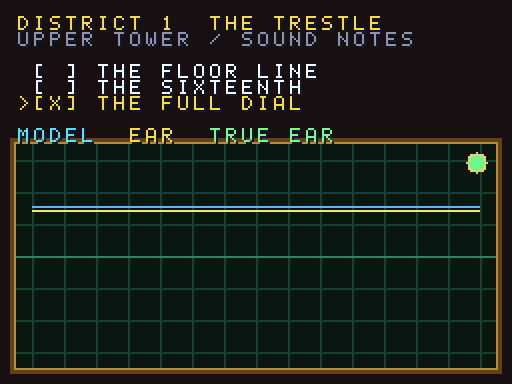 DISTRICT 1  THE TRESTLE
UPPER TOWER / SOUND NOTES
[ ] THE FLOOR LINE
[ ] THE SIXTEENTH
>[X] THE FULL DIAL
MODEL  EAR  TRUE EAR